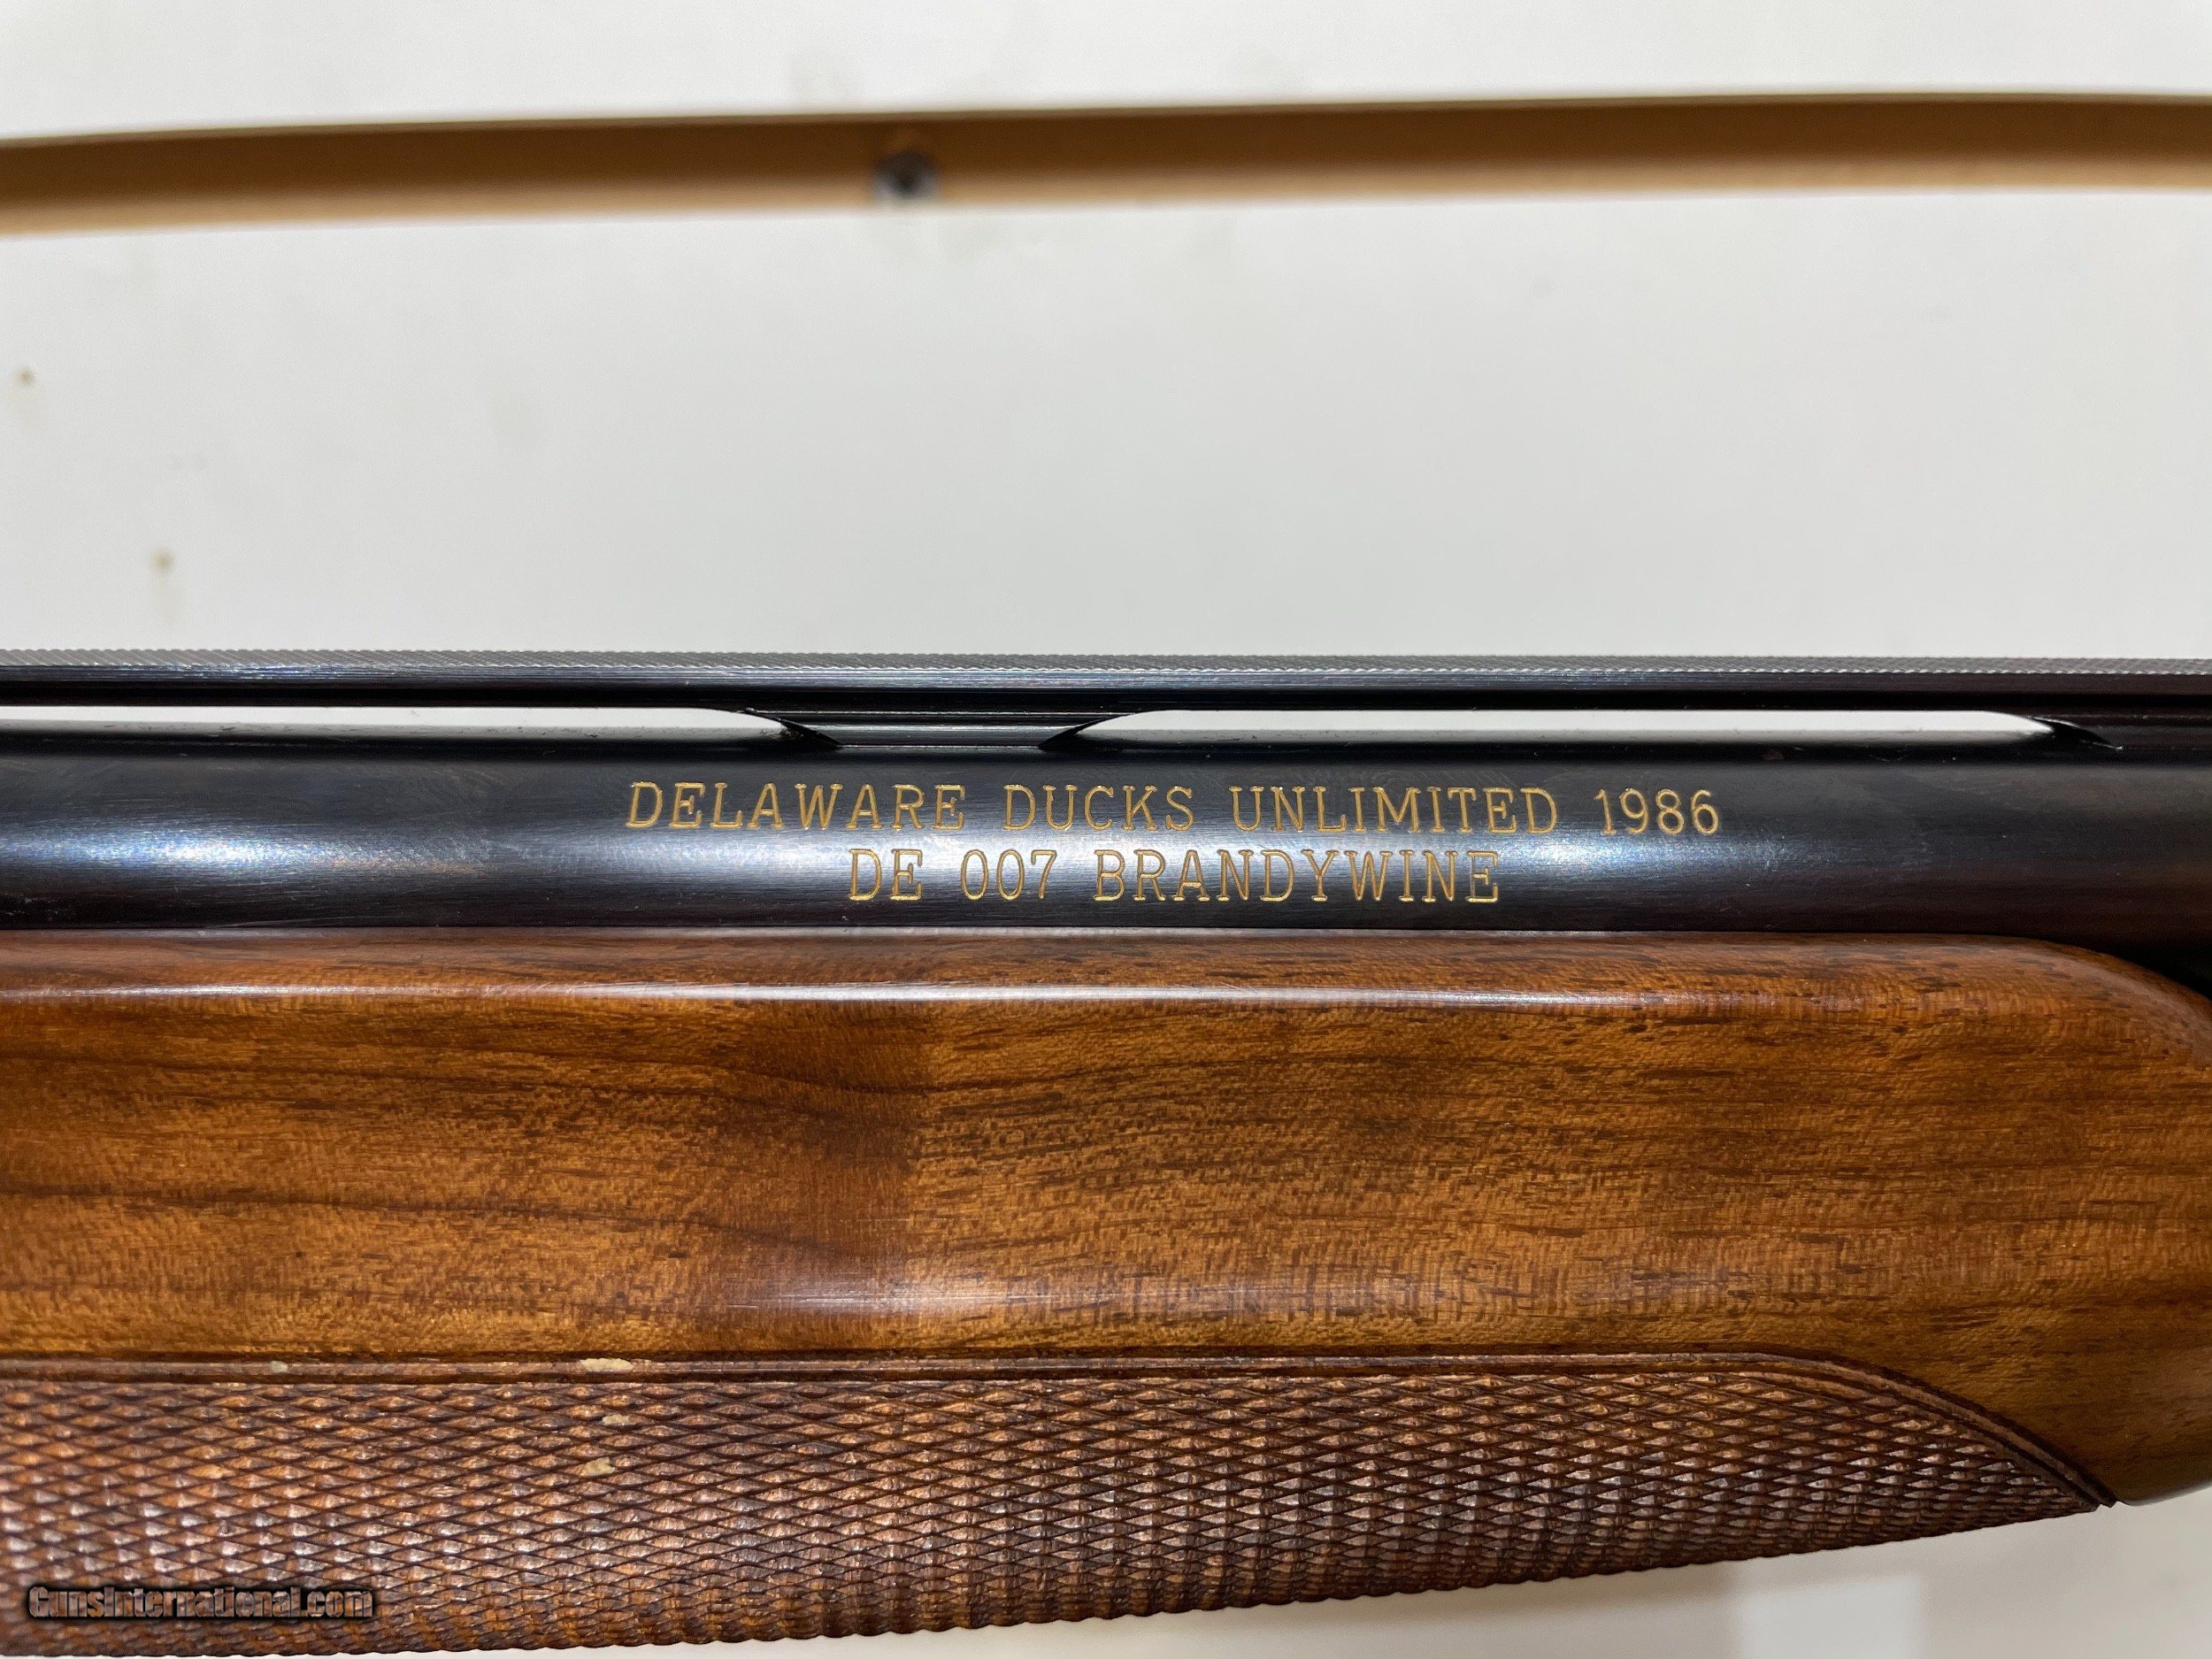 DELAWARE DUCKS UNLIMITED 1986
DE 007 BRANDYWINE
GunsInternational.com